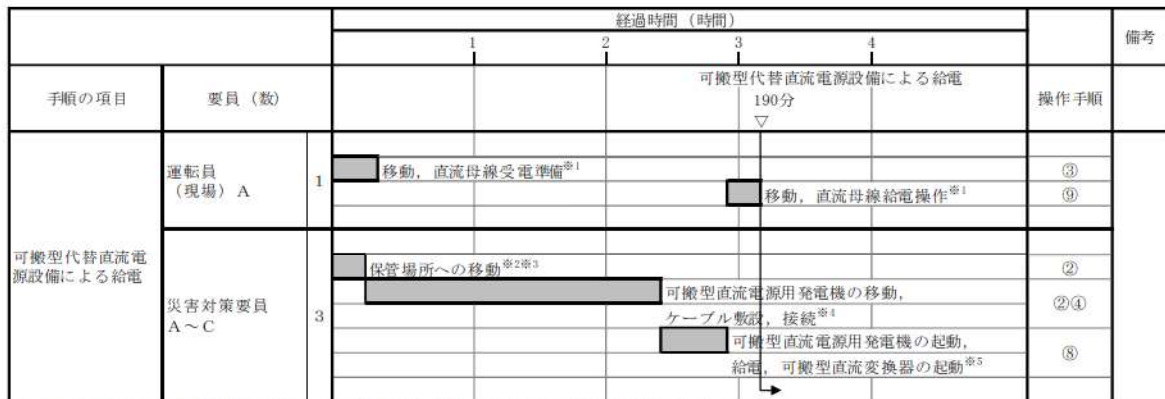 経過時間（時間）
備考
1 2 3 4
可搬型代替直流電源設備による給電
手順の項目 要員（数） 190分 操作手順
▽
運転員
（現場）A
1
移動，直流母線受電準備※1 ③
移動，直流母線給電操作※1 ⑨
可搬型代替直流電
源設備による給電
災害対策要員
A～C
3
保管場所への移動※2※3 ②
可搬型直流電源用発電機の移動，
ケーブル敷設，接続※4
②④
可搬型直流電源用発電機の起動，
給電，可搬型直流変換器の起動※5
⑧